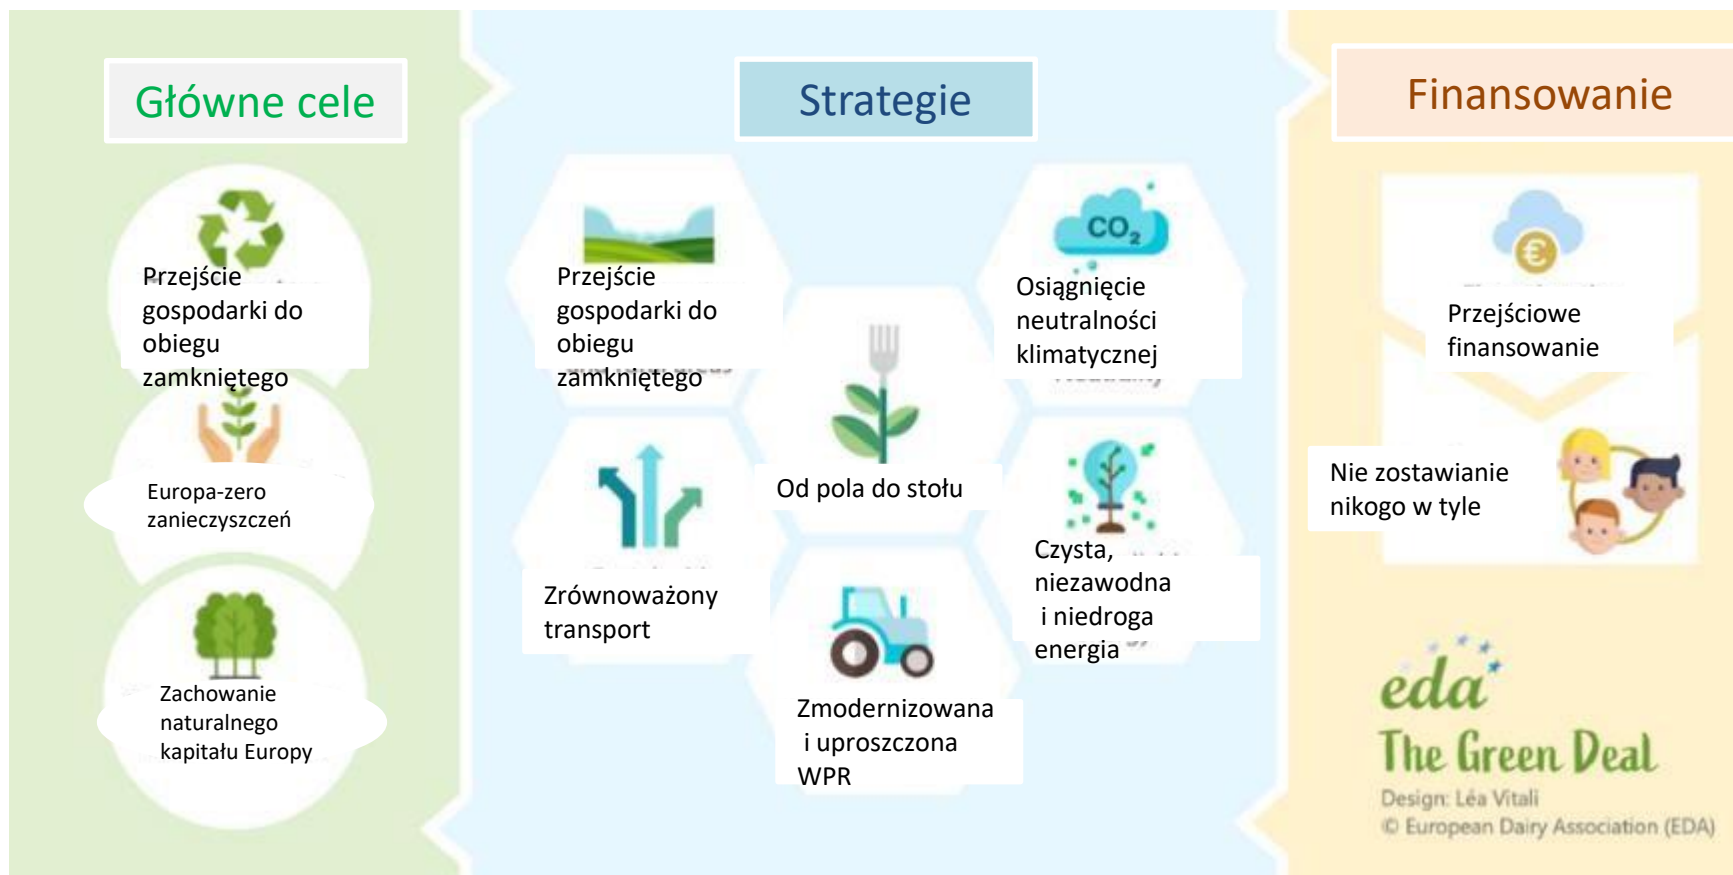 Główne cele
Przejście
gospodarki do
obiegu
zamkniętego
Europa-zero
zanieczyszczeń
Zachowanie
naturalnego
kapitału Europy
Strategie
Przejście
gospodarki do
obiegu
zamkniętego
CO₂
Osiągnięcie
neutralności
klimatycznej
Od pola do stołu
Zrównoważony
transport
Czysta,
niezawodna
i niedroga
energia
Zmodernizowana
i uproszczona
WPR
Finansowanie
€
Przejściowe
finansowanie
Nie zostawianie
nikogo w tyle
eda
The Green Deal
Design: Léa Vitali
© European Dairy Association (EDA)